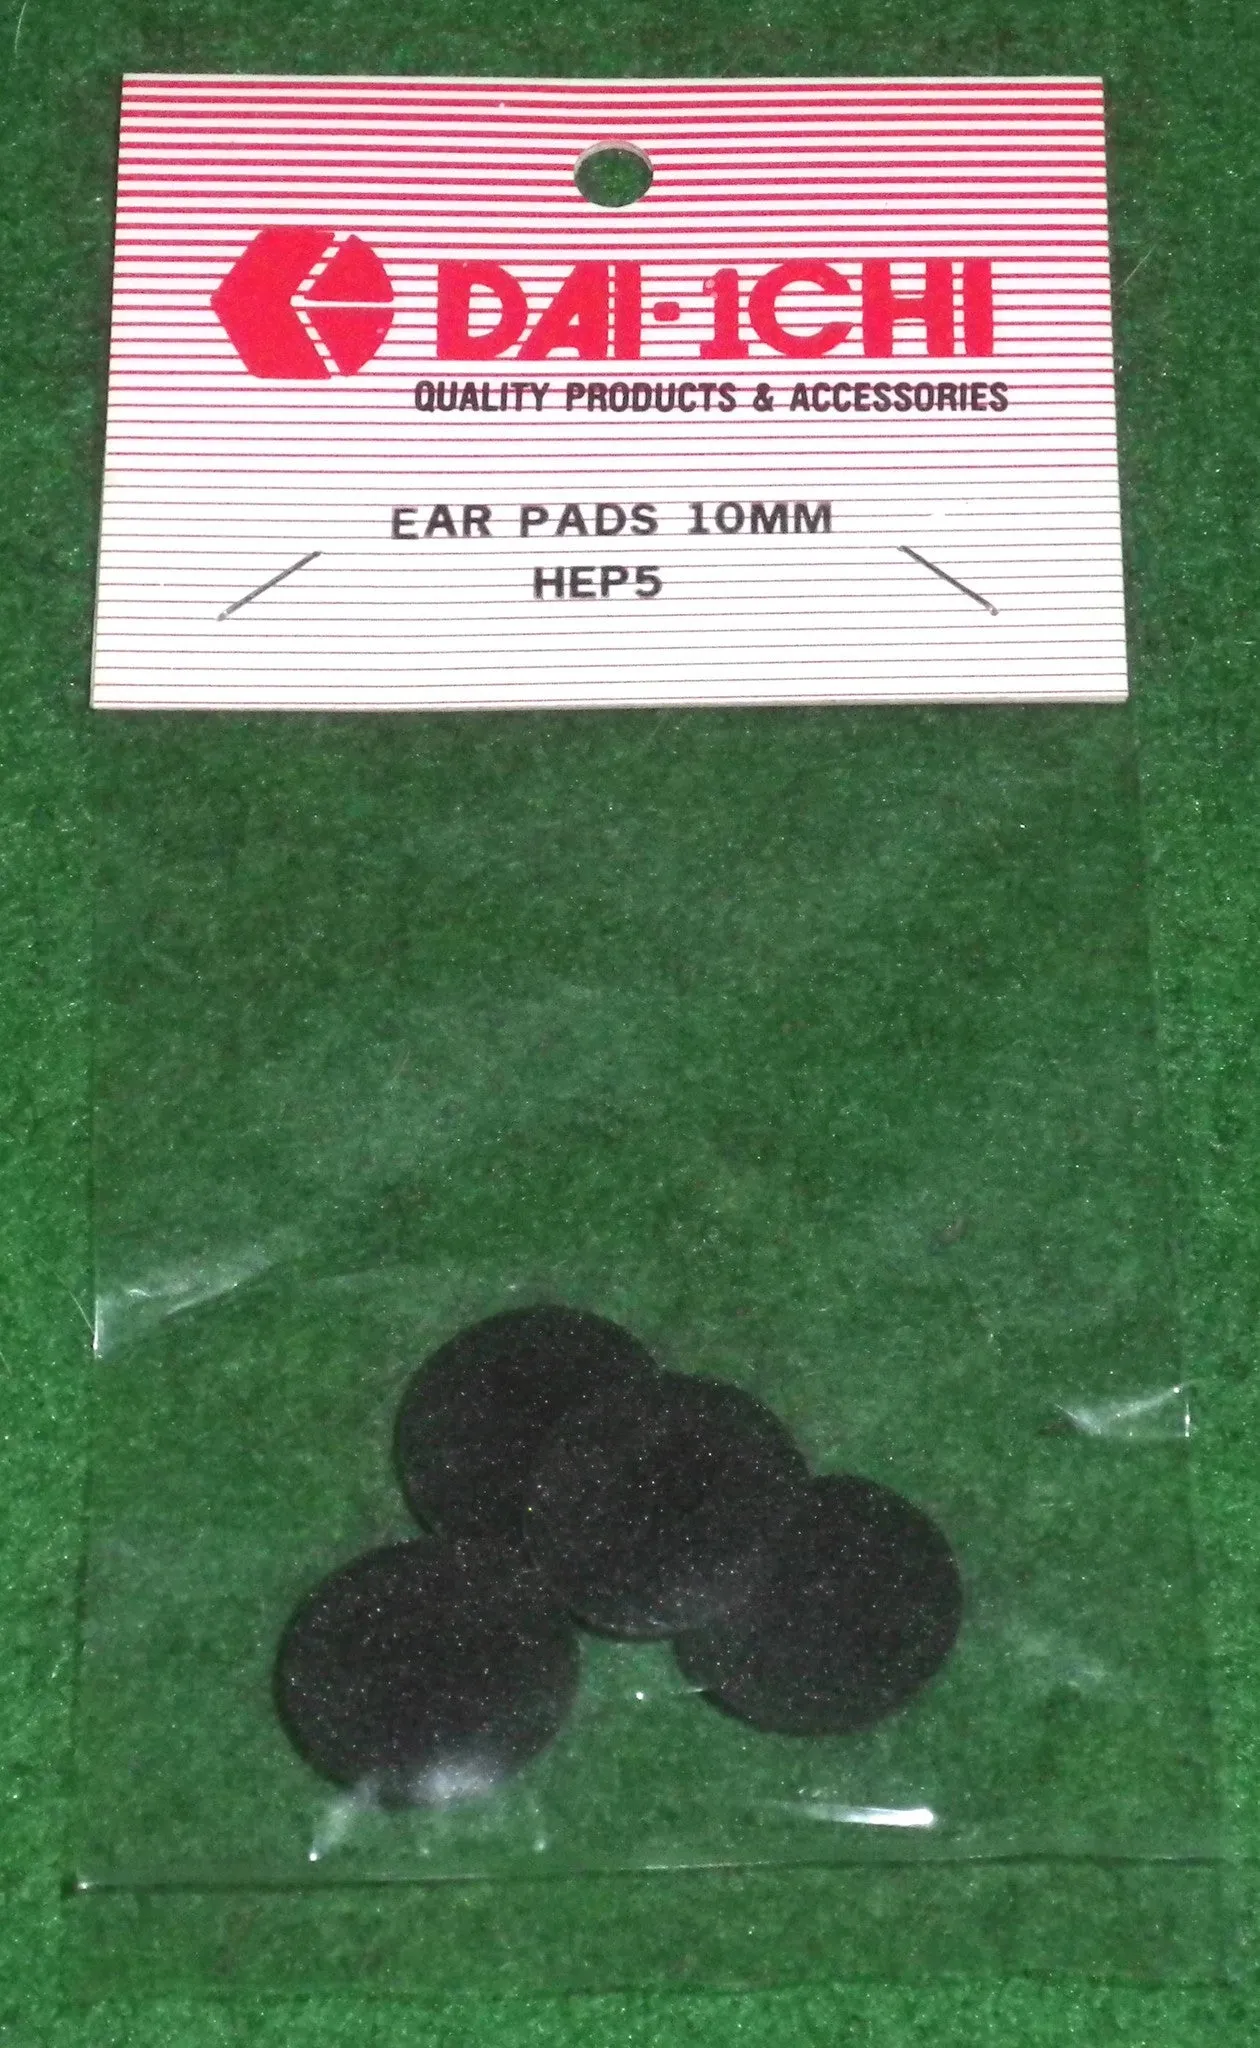 DAI-ICHI
QUALITY PRODUCTS & ACCESSORIES
EAR PADS 10MM
HEP5